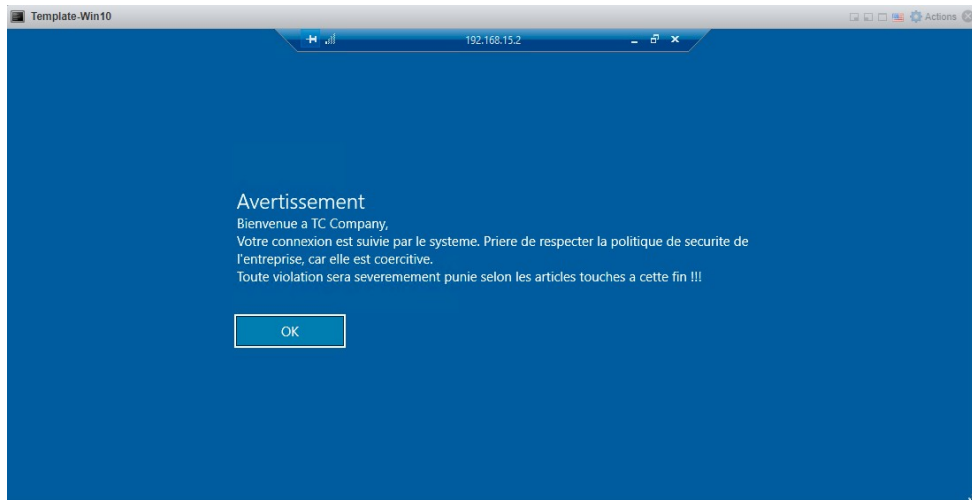 Template-Win10 Actions
192.168.15.2
Avertissement
Bienvenue a TC Company,
Votre connexion est suivie par le systeme. Priere de respecter la politique de securite de
l'entreprise, car elle est coercitive.
Toute violation sera severemement punie selon les articles touches a cette fin !!!
OK